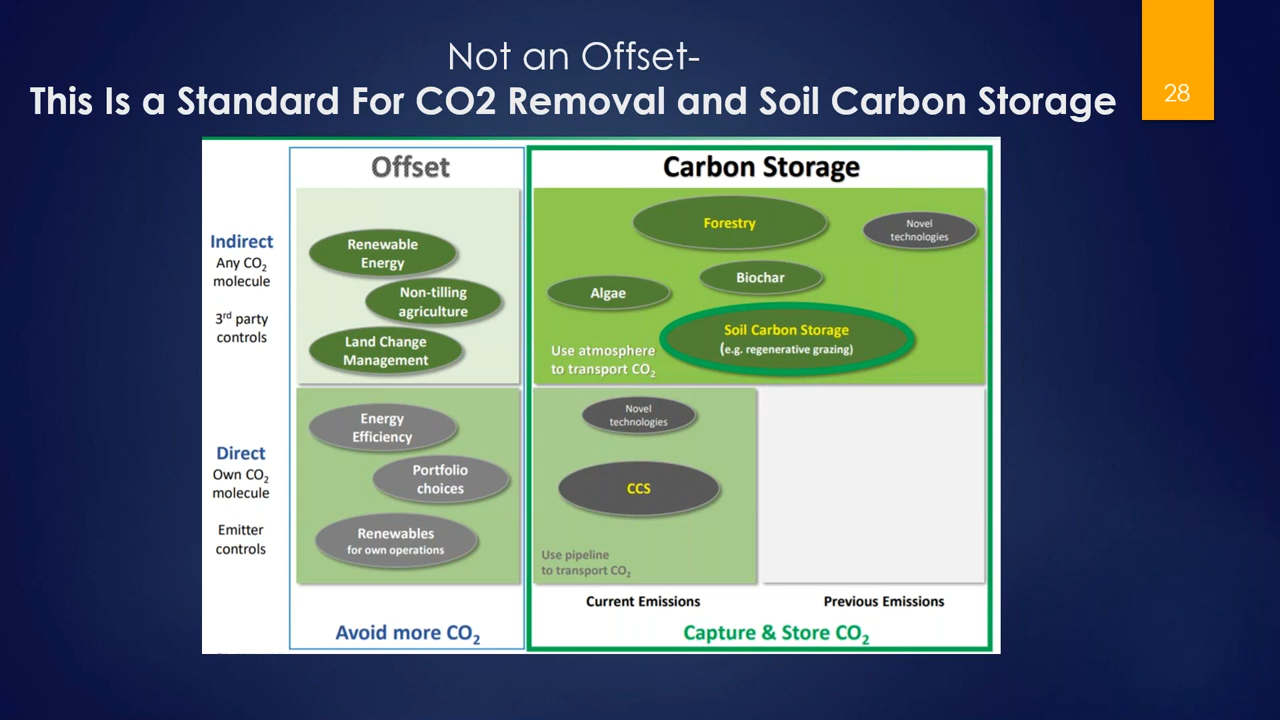 Not an Offset-
This Is a Standard For CO2 Removal and Soil Carbon Storage
28
Offset
Carbon Storage
Indirect
Any CO₂
molecule
3rd party
controls
Renewable
Energy
Non-tilling
agriculture
Land Change
Management
Forestry
Novel
technologies
Biochar
Algae
Soil Carbon Storage
(e.g. regenerative grazing)
Use atmosphere
to transport CO₂
Direct
Own CO₂
molecule
Emitter
controls
Energy
Efficiency
Portfolio
choices
Renewables
for own operations
Novel
technologies
CCS
Use pipeline
to transport CO₂
Current Emissions
Previous Emissions
Avoid more CO₂
Capture & Store CO₂